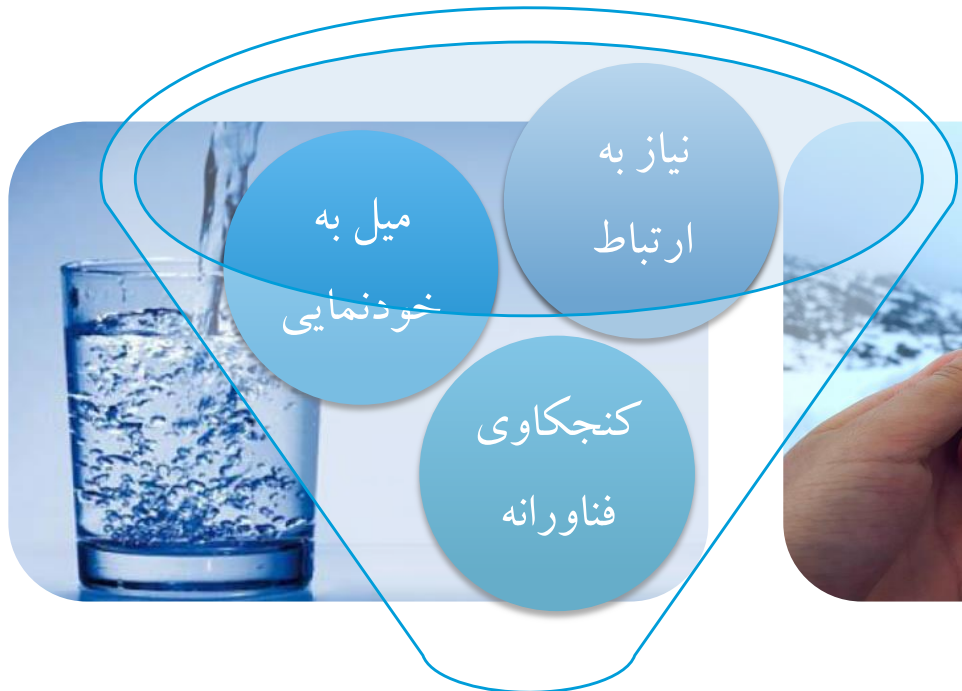 نیاز به
ارتباط
میل به
خودنمایی
کنجکاوی
فناورانه